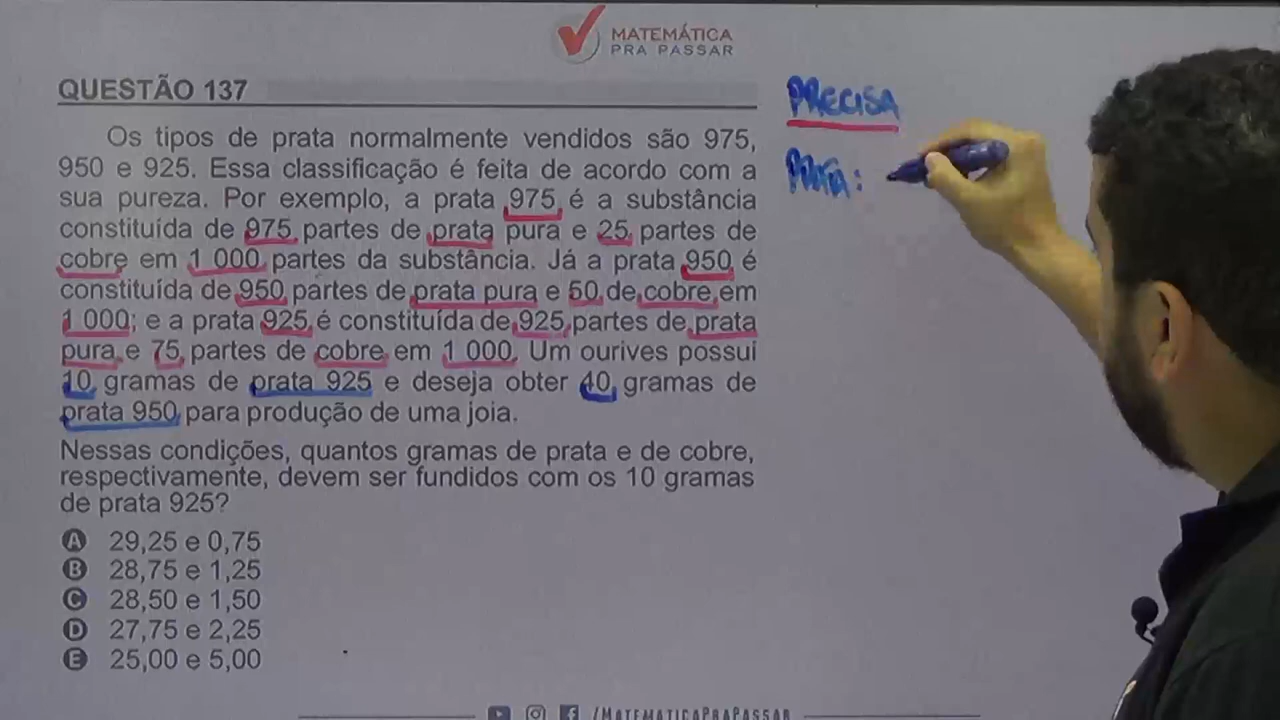 MATEMÁTICA
PRA PASSAR
QUESTÃO 137
Os tipos de prata normalmente vendidos são 975,
950 e 925. Essa classificação é feita de acordo com a
sua pureza. Por exemplo, a prata 975 é a substância
constituída de 975 partes de prata pura e 25 partes de
cobre em 1 000 partes da substância. Já a prata 950 é
constituída de 950 partes de prata pura e 50 de cobre em
1 000; e a prata 925 é constituída de 925 partes de prata
pura e 75 partes de cobre em 1 000. Um ourives possui
10 gramas de prata 925 e deseja obter 40 gramas de
prata 950 para produção de uma joia.
Nessas condições, quantos gramas de prata e de cobre,
respectivamente, devem ser fundidos com os 10 gramas
de prata 925?
A 29,25 e 0,75
B 28,75 e 1,25
C 28,50 e 1,50
D 27,75 e 2,25
E 25,00 e 5,00
PRECISA
PRATA:
/MATEMATICAPRAPASSAR